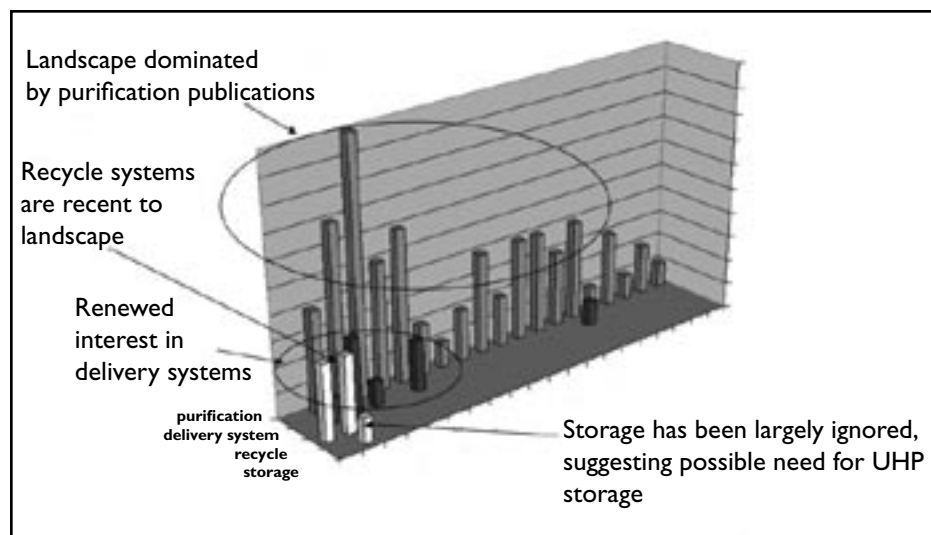 Landscape dominated
by purification publications
Recycle systems
are recent to
landscape
Renewed
interest in
delivery systems
purification
delivery system
recycle
storage
Storage has been largely ignored,
suggesting possible need for UHP
storage